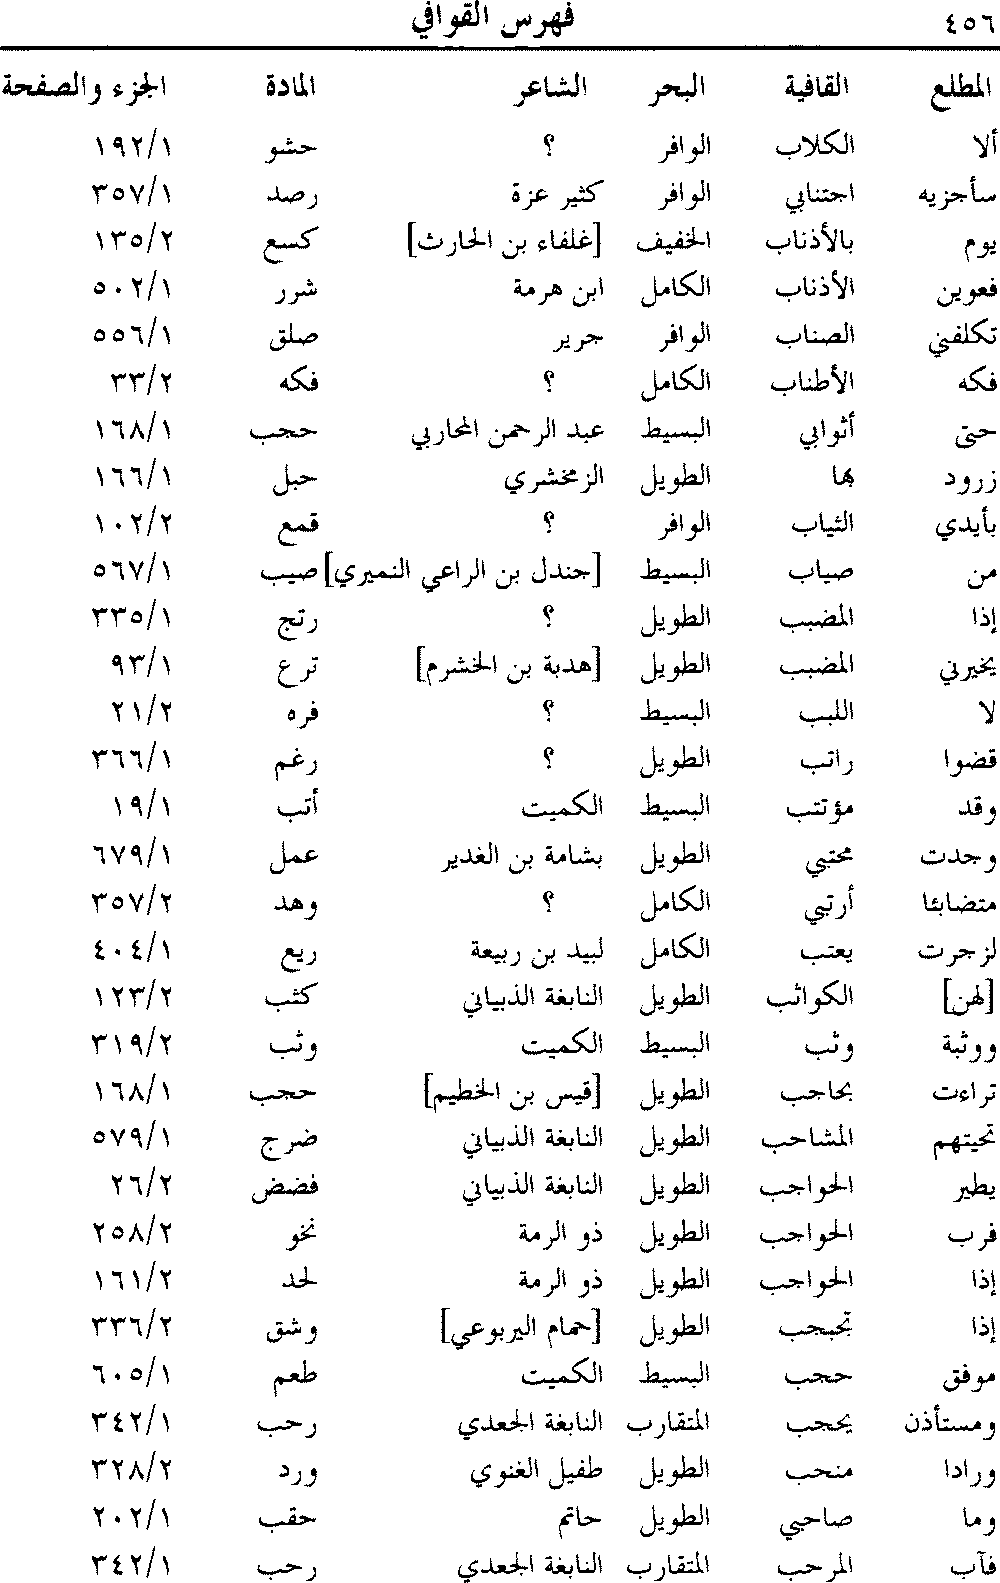 ٤٥٦ فهرس القوافي
المطلع القافية البحر الشاعر المادة الجزء والصفحة
ألا الكلاب الوافر ؟ حشو ١٩٢/١
سأجزيه اجتنابي الوافر كثير عزة رصد ٣٥٧/١
يوم بالأذناب الخفيف [غلفاء بن الحارث] كسع ١٣٥/٢
فعوين الأذناب الكامل ابن هرمة شرر ٥٠٢/١
تكلفني الصناب الوافر جرير صلق ٥٥٦/١
فكه الأطناب الكامل ؟ فكه ٣٣/٢
حتى أثوابي البسيط عبد الرحمن المحاربي حجب ١٦٨/١
زرود بها الطويل الزمخشري حبل ١٦٦/١
بأيدي الثياب الوافر ؟ قمع ١٠٢/٢
من صياب البسيط [جندل بن الراعي النميري] صيب ٥٦٧/١
إذا المضبب الطويل ؟ رتج ٣٣٥/١
يخيرني المضبب الطويل [هدبة بن الخشرم] ترع ٩٣/١
لا اللبب البسيط ؟ فره ٢١/٢
قضوا راتب الطويل ؟ رغم ٣٦٦/١
وقد مؤتتب البسيط الكميت أتب ١٩/١
وجدت محتبي الطويل بشامة بن الغدير عمل ٦٧٩/١
متضابئا أرتبي الكامل ؟ وهد ٣٥٧/٢
لزجرت يعتب الكامل لبيد بن ربيعة ريع ٤٠٤/١
[لهن] الكواثب الطويل النابغة الذبياني كثب ١٢٣/٢
ووثبة وثب البسيط الكميت وثب ٣١٩/٢
تراءت بحاجب الطويل [قيس بن الخطيم] حجب ١٦٨/١
تحيتهم المشاحب الطويل النابغة الذبياني ضرج ٥٧٩/١
يطير الحواجب الطويل النابغة الذبياني فضض ٢٦/٢
فرب الحواجب الطويل ذو الرمة نخو ٢٥٨/٢
إذا الحواجب الطويل ذو الرمة لحد ١٦١/٢
إذا تحبجب الطويل [حمام اليربوعي] وشق ٣٣٦/٢
موفق حجب البسيط الكميت طعم ٦٠٥/١
ومستأذن يحجب المتقارب النابغة الجعدي رحب ٣٤٢/١
ورادا منحب الطويل طفيل الغنوي ورد ٣٢٨/٢
وما صاحبي الطويل حاتم حقب ٢٠٢/١
فآب المرحب المتقارب النابغة الجعدي رحب ٣٤٢/١